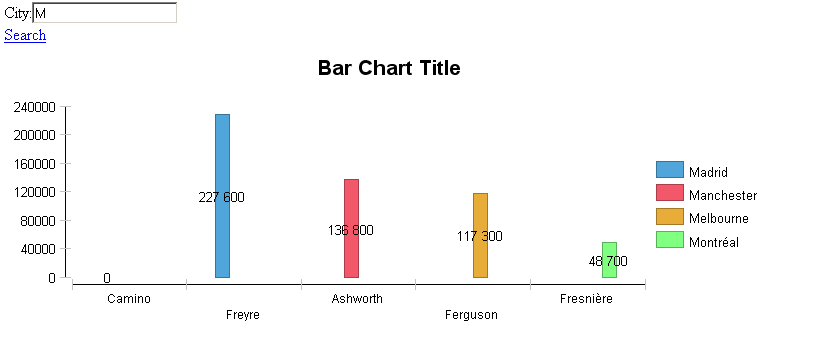 City: M
Search
Bar Chart Title
240000
200000
160000
120000
80000
40000
0
0
227 600
136 800
117 300
48 700
Camino
Freyre
Ashworth
Ferguson
Fresnière
Madrid
Manchester
Melbourne
Montréal